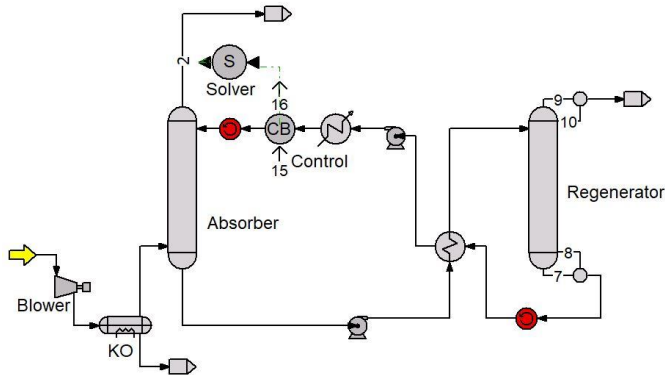 2
S
Solver
16
9
10
CB
15
Control
Regenerator
Absorber
8
7
Blower
KO